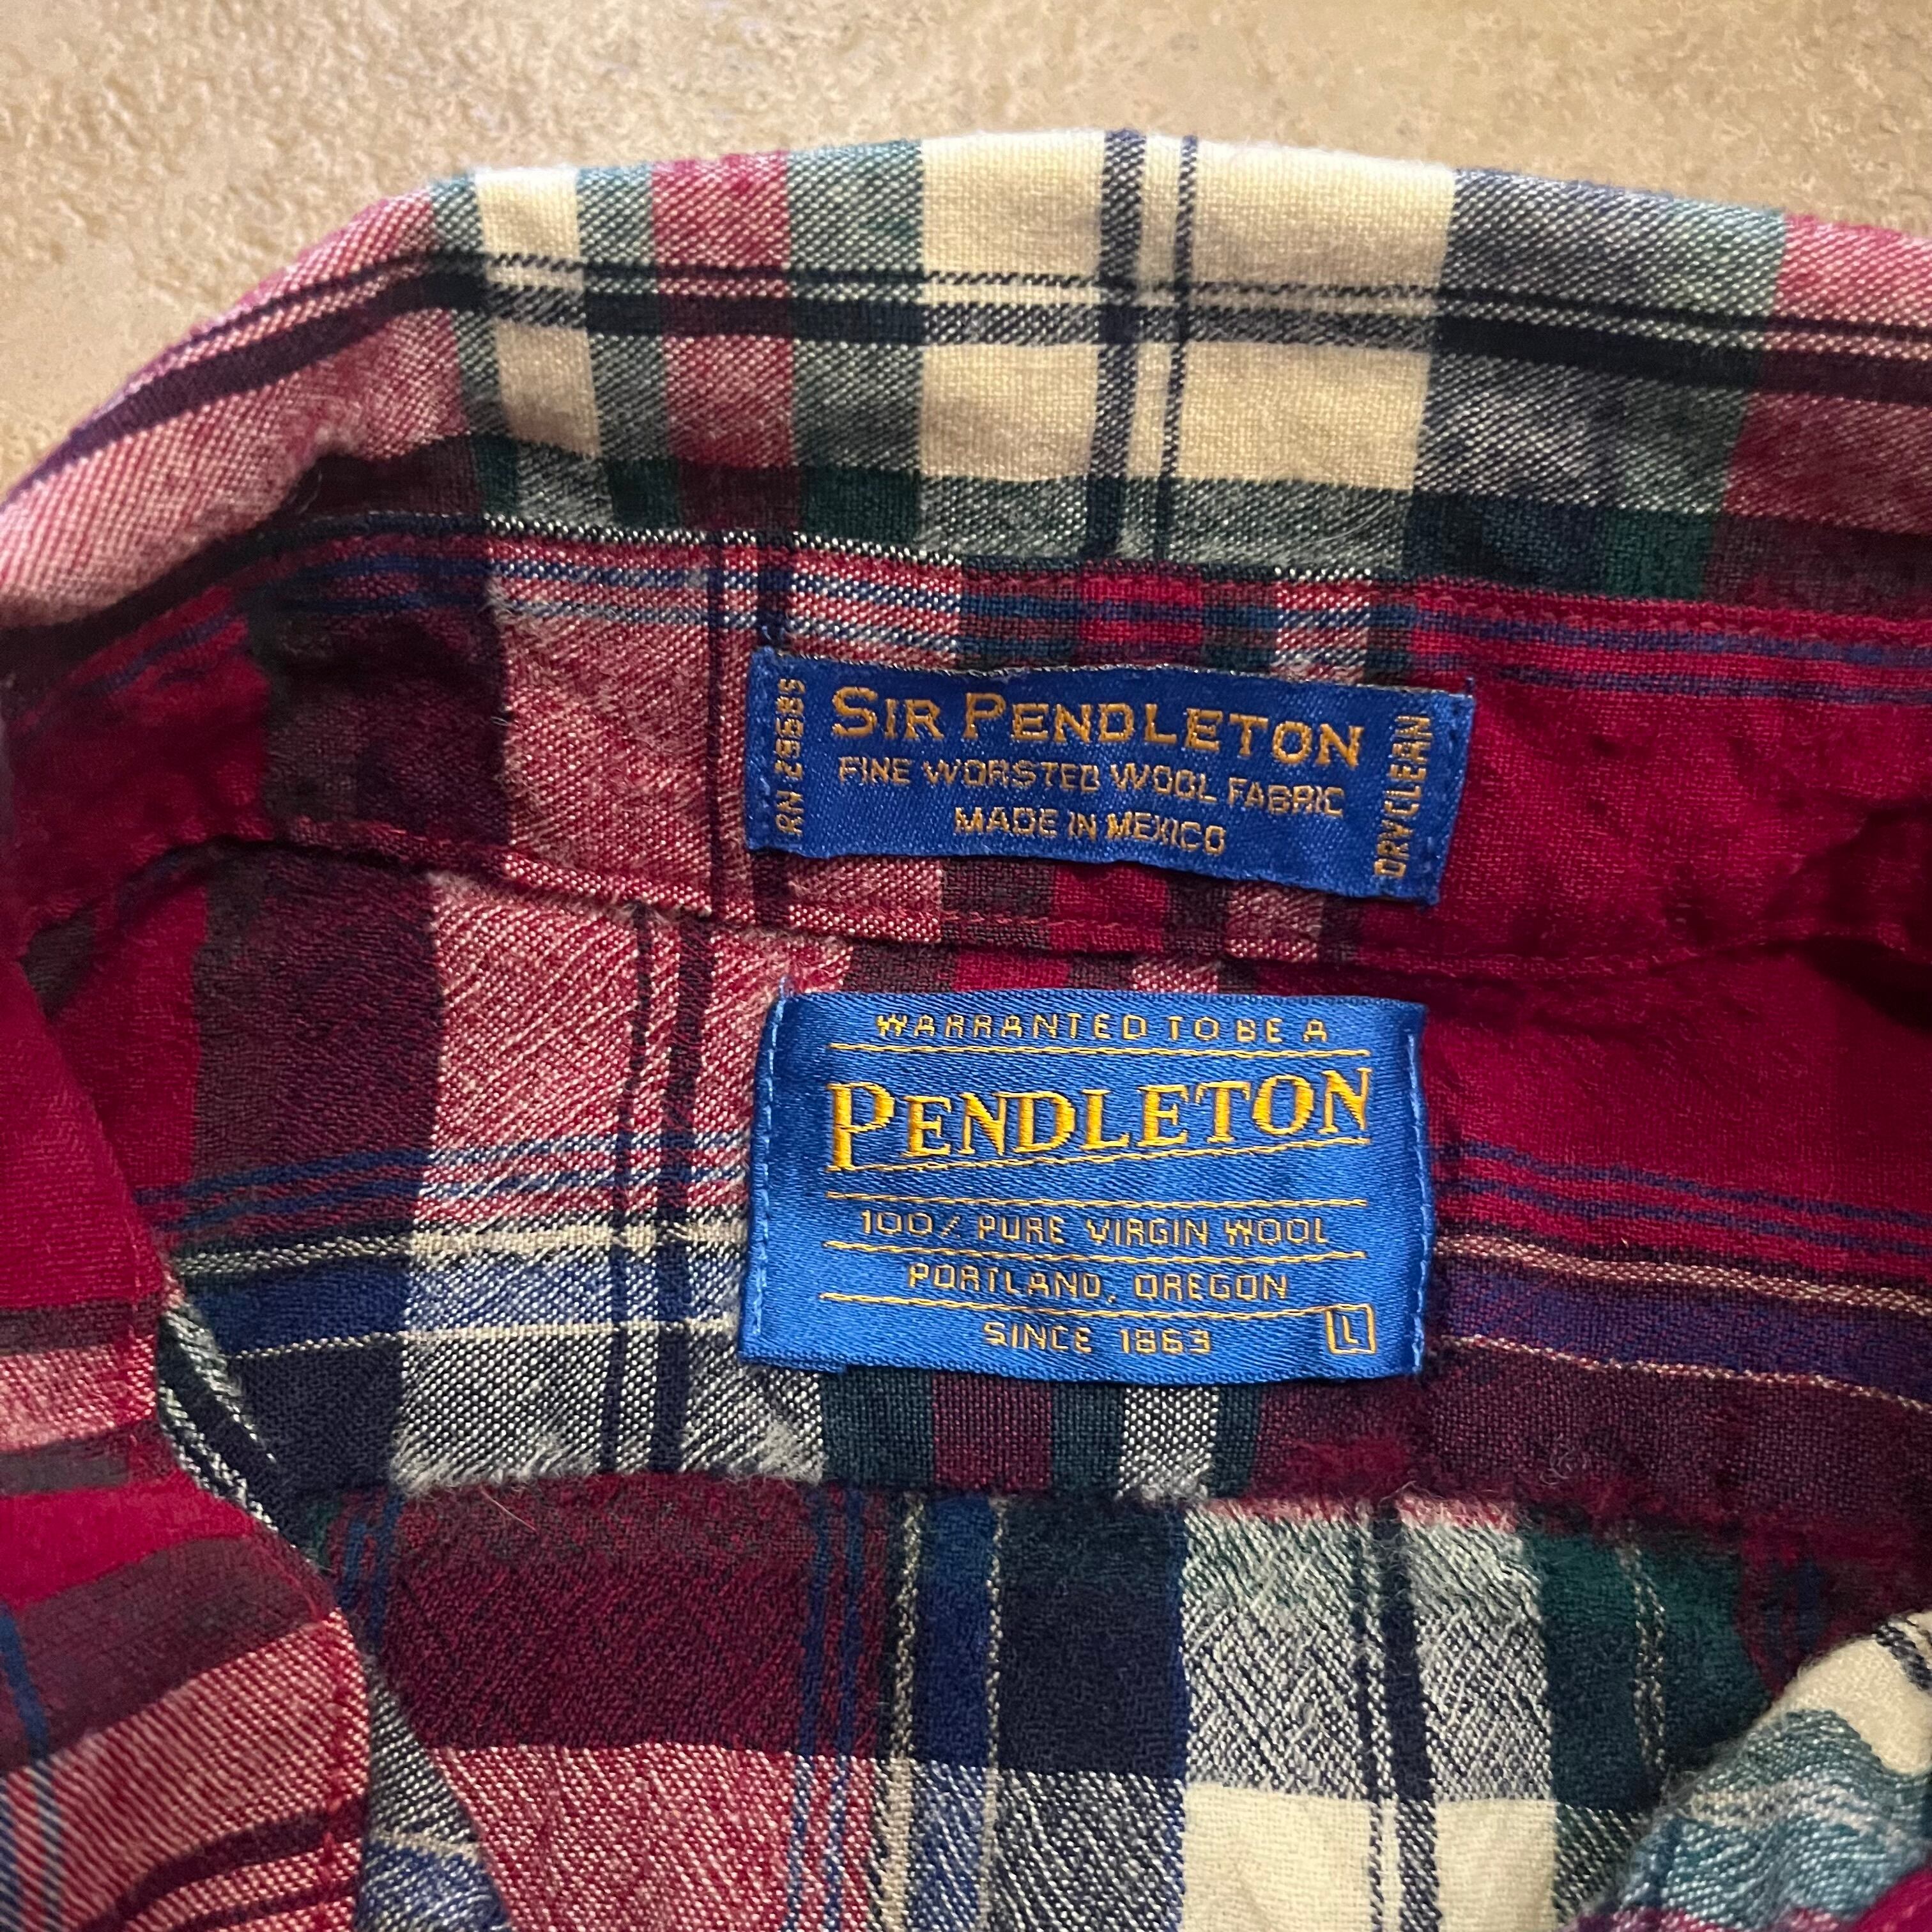 RN 29685
SIR PENDLETON
FINE WORSTED WOOL FABRIC
MADE IN MEXICO
DRYCLEAN
WARRANTED TO BE A
PENDLETON
100% PURE VIRGIN WOOL
PORTLAND, OREGON
SINCE 1863
L